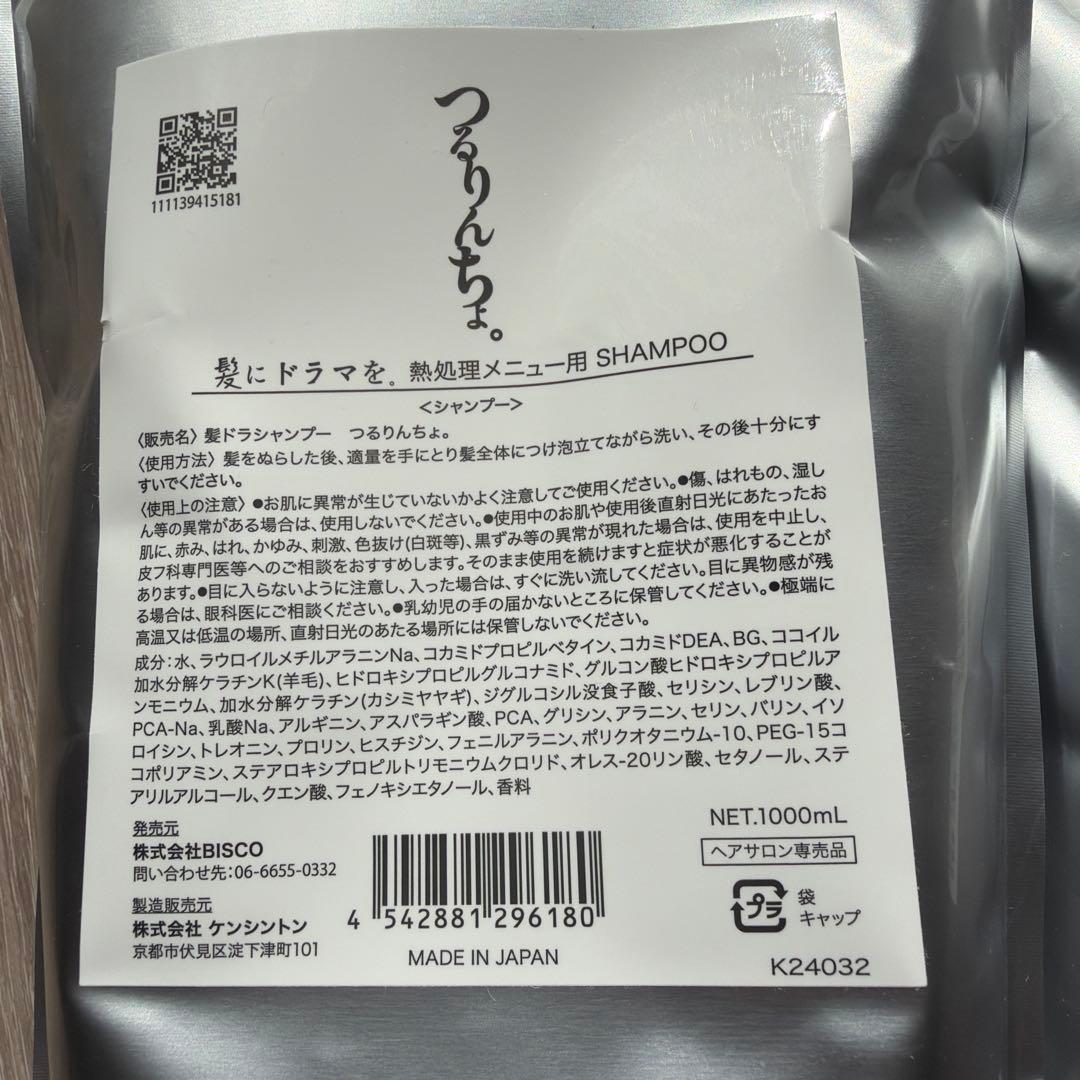 111139415181
つるりんちょ。
髪にドラマを。熱処理メニュー用 SHAMPOO
<シャンプー>
〈販売名〉髪ドラシャンプー　つるりんちょ。
〈使用方法〉髪をぬらした後、適量を手にとり髪全体につけ泡立てながら洗い、その後十分にす
すいでください。
〈使用上の注意〉●お肌に異常が生じていないかよく注意してご使用ください。●傷、はれもの、湿し
ん等の異常がある場合は、使用しないでください。●使用中のお肌や使用後直射日光にあたったお
肌に、赤み、はれ、かゆみ、刺激、色抜け(白斑等)、黒ずみ等の異常が現れた場合は、使用を中止し、
皮フ科専門医等へのご相談をおすすめします。そのまま使用を続けますと症状が悪化することが
あります。●目に入らないように注意し、入った場合は、すぐに洗い流してください。目に異物感が残
る場合は、眼科医にご相談ください。●乳幼児の手の届かないところに保管してください。●極端に
高温又は低温の場所、直射日光のあたる場所には保管しないでください。
成分：水、ラウロイルメチルアラニンNa、コカミドプロピルベタイン、コカミドDEA、BG、ココイル
加水分解ケラチンK(羊毛)、ヒドロキシプロピルグルコナミド、グルコン酸ヒドロキシプロピルア
ンモニウム、加水分解ケラチン(カシミヤヤギ)、ジグルコシル没食子酸、セリシン、レブリン酸、
PCA-Na、乳酸Na、アルギニン、アスパラギン酸、PCA、グリシン、アラニン、セリン、バリン、イソ
ロイシン、トレオニン、プロリン、ヒスチジン、フェニルアラニン、ポリクオタニウム-10、PEG-15コ
コポリアミン、ステアロキシプロピルトリモニウムクロリド、オレス-20リン酸、セタノール、ステ
アリルアルコール、クエン酸、フェノキシエタノール、香料
発売元
株式会社BISCO
問い合わせ先：06-6655-0332
製造販売元
株式会社 ケンシントン
京都市伏見区淀下津町101
4 542881 296180
MADE IN JAPAN
NET.1000mL
ヘアサロン専売品
プラ
袋
キャップ
K24032